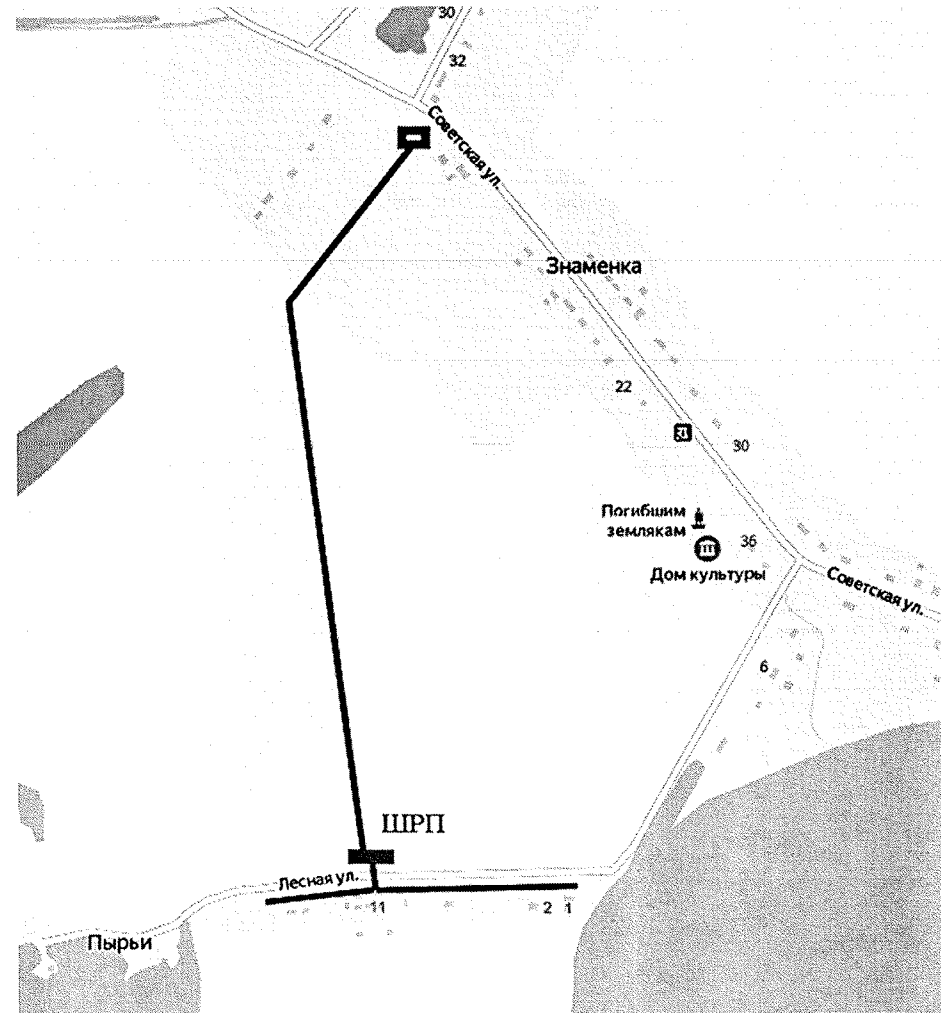 30
32
Советская ул.
Знаменка
22
30
Погибшим
землякам
36
Дом культуры
Советская ул.
6
ШРП
Лесная ул.
11
2 1
Пырьи